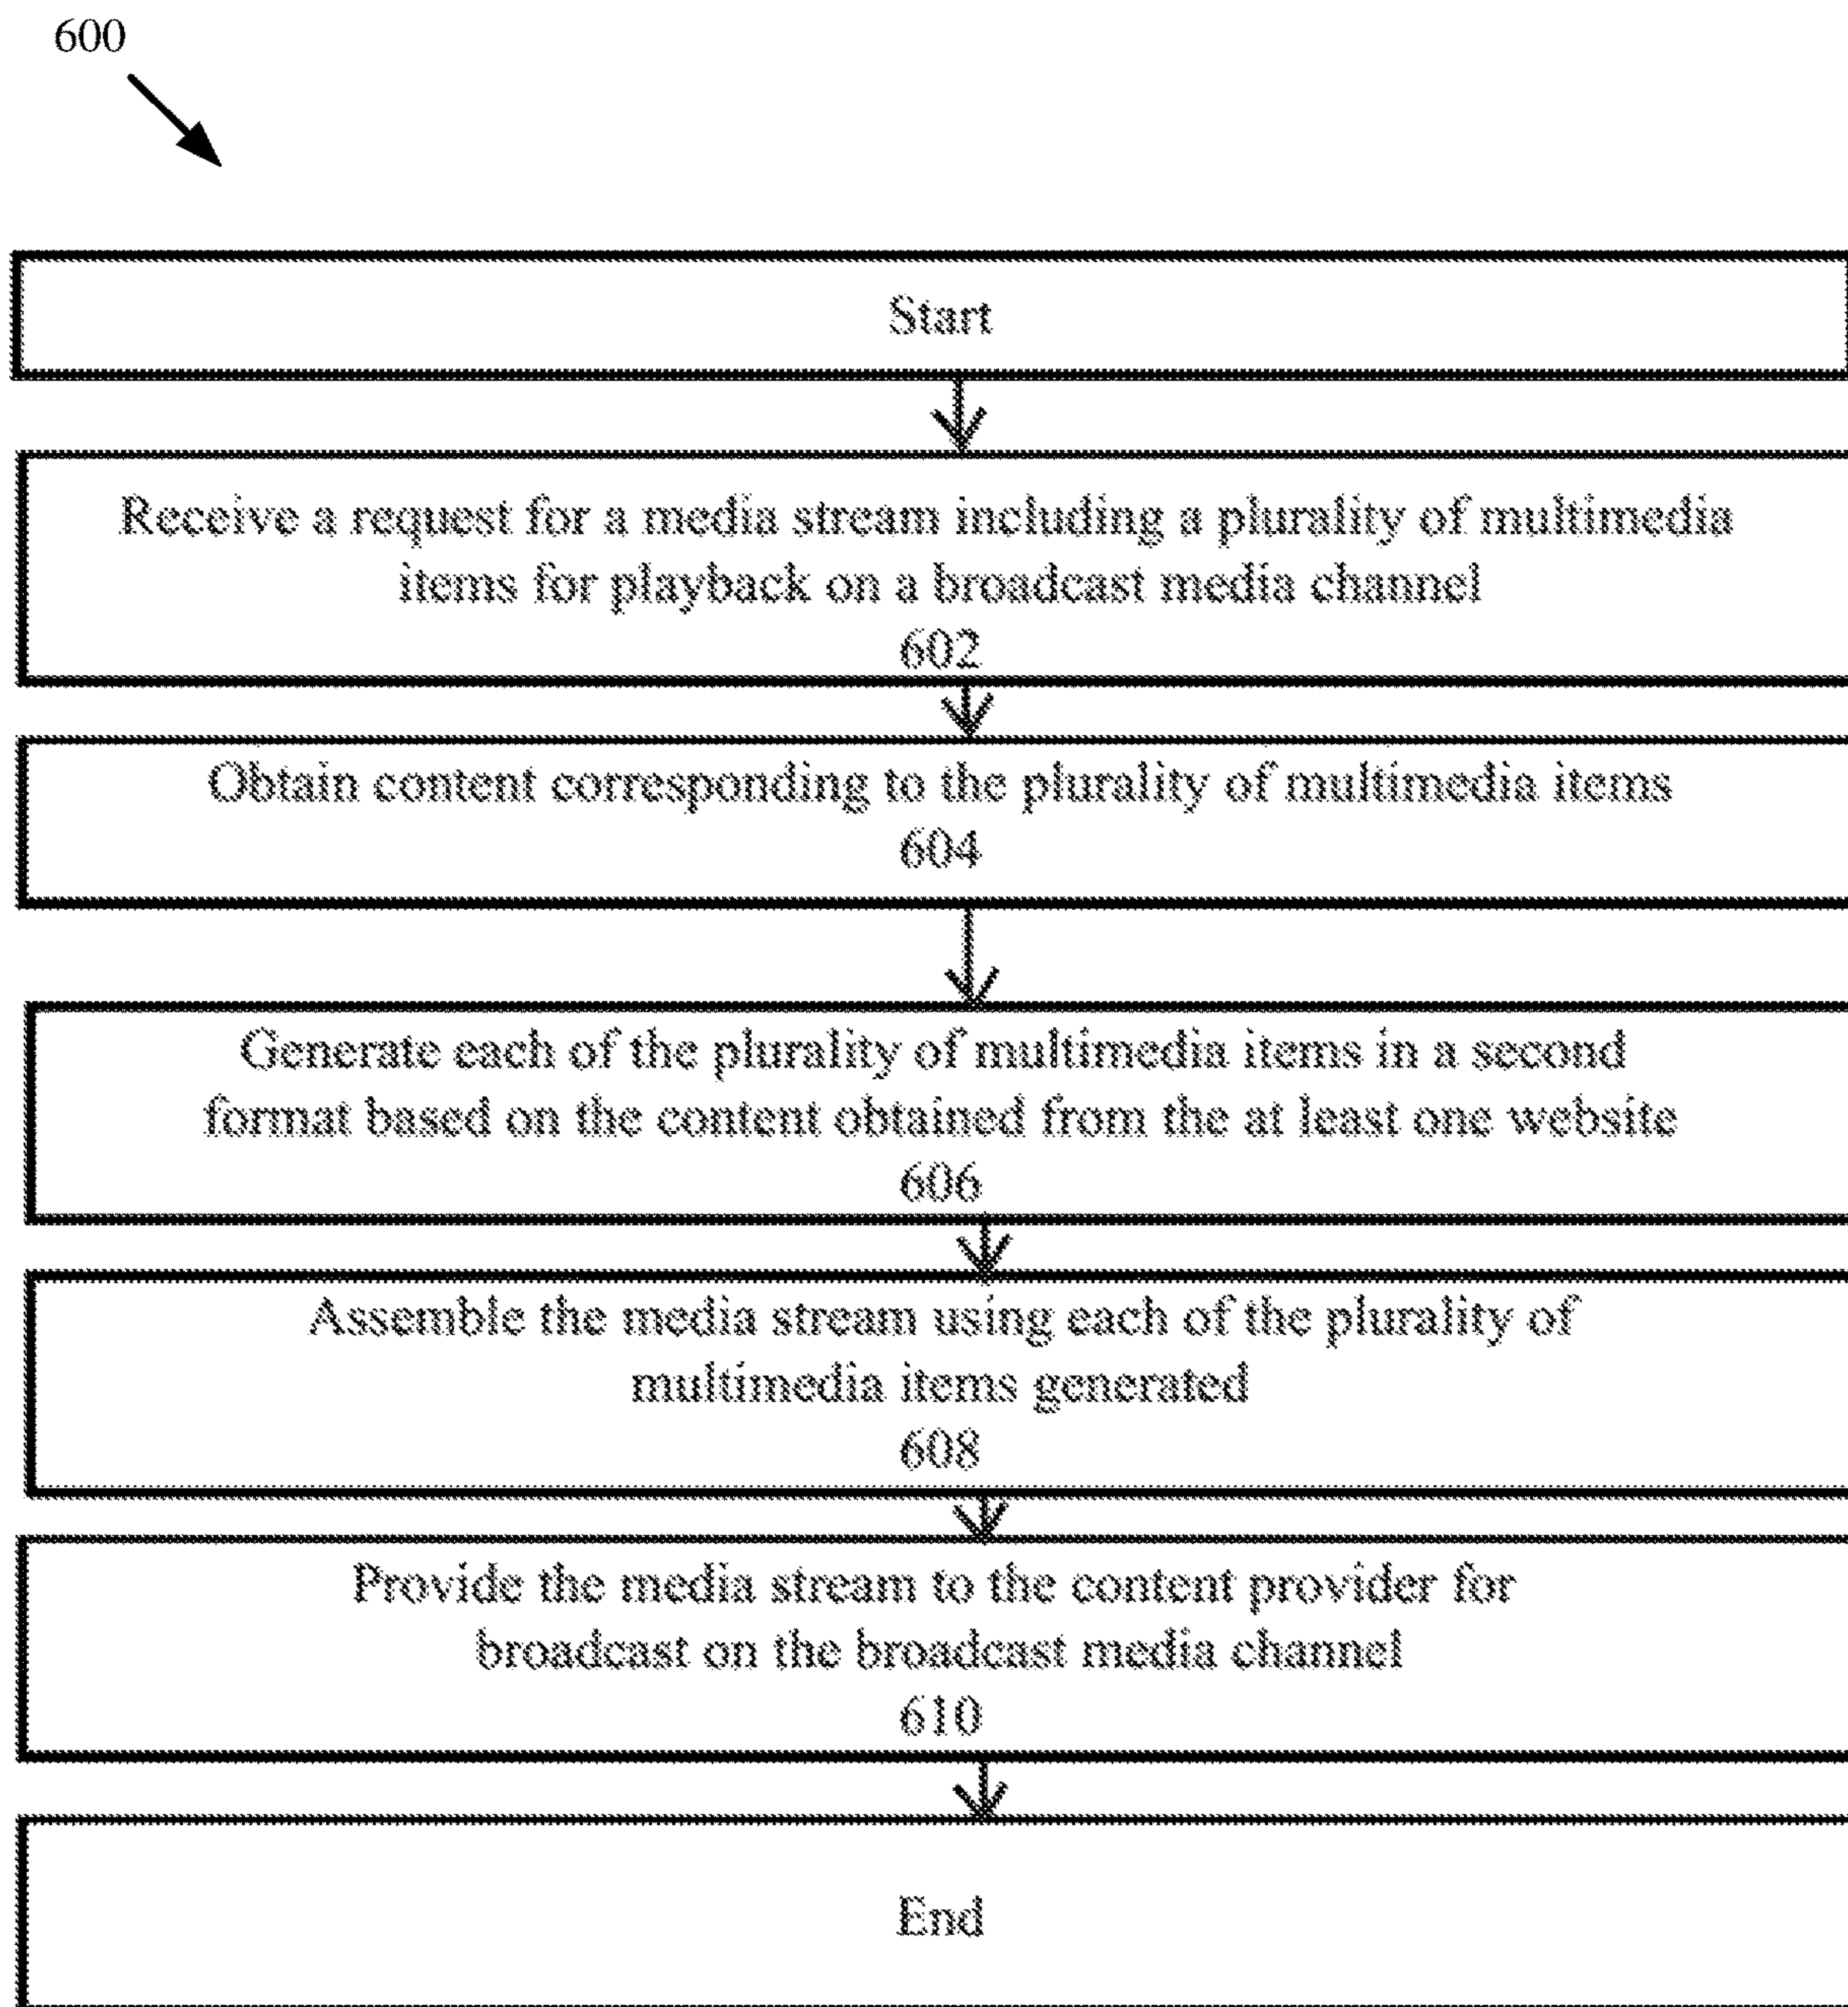 600
Start
Receive a request for a media stream including a plurality of multimedia
items for playback on a broadcast media channel
602
Obtain content corresponding to the plurality of multimedia items
604
Generate each of the plurality of multimedia items in a second
format based on the content obtained from the at least one website
606
Assemble the media stream using each of the plurality of
multimedia items generated
608
Provide the media stream to the content provider for
broadcast on the broadcast media channel
610
End